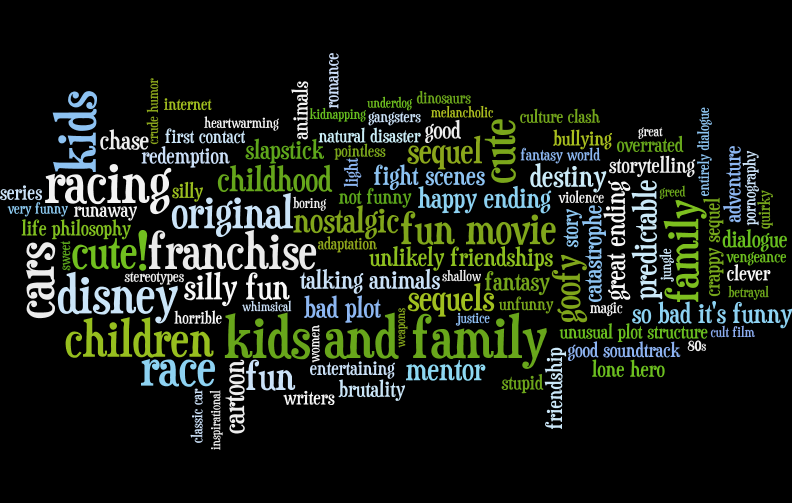 romance
dinosaurs
underdog
crude humor
internet
animals
kidnapping
gangsters
melancholic
culture clash
kids
heartwarming
first contact
natural disaster
good
bullying
great
entirely dialogue
chase
slapstick
pointless
sequel
cute
overrated
redemption
light
fantasy world
storytelling
adventure
pornography
series
racing
silly
childhood
fight scenes
destiny
very funny
runaway
original
boring
not funny
happy ending
violence
great ending
predictable
greed
quirky
life philosophy
nostalgic
fun movie
story
catastrophe
family
crappy sequel
dialogue
sweet
cute!
franchise
adaptation
unlikely friendships
goofy
jungle
vengeance
cars
stereotypes
silly fun
talking animals
shallow
fantasy
clever
disney
whimsical
bad plot
sequels
unfunny
magic
betrayal
horrible
weapons
justice
so bad it's funny
children
kids and family
women
unusual plot structure
cult film
race
cartoon
fun
entertaining
mentor
friendship
good soundtrack
80s
classic car
inspirational
writers
brutality
stupid
lone hero